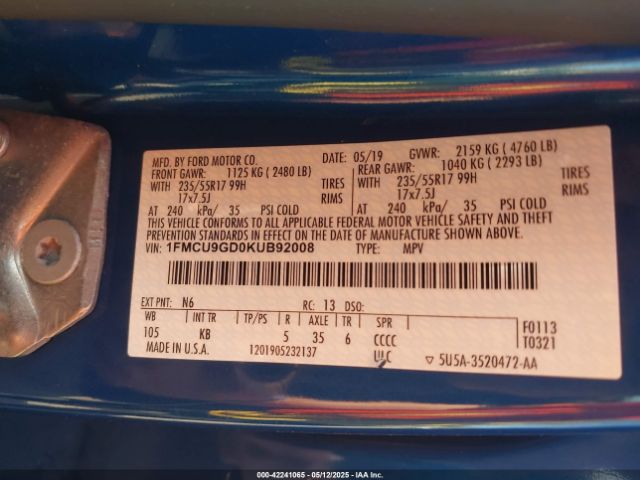 MFD. BY FORD MOTOR CO.
DATE: 05/19 GVWR: 2159 KG ( 4760 LB)
FRONT GAWR: 1125 KG ( 2480 LB)
REAR GAWR: 1040 KG ( 2293 LB)
WITH 235/55R17 99H TIRES
WITH 235/55R17 99H TIRES
17x7.5J RIMS
17x7.5J RIMS
AT 240 kPa/ 35 PSI COLD
AT 240 kPa/ 35 PSI COLD
THIS VEHICLE CONFORMS TO ALL APPLICABLE FEDERAL MOTOR VEHICLE SAFETY AND THEFT
PREVENTION STANDARDS IN EFFECT ON THE DATE OF MANUFACTURE SHOWN ABOVE.
VIN: 1FMCU9GD0KUB92008 TYPE: MPV
EXT PNT: N6 RC: 13 DSO:
WB INT TR TP/PS R AXLE TR SPR
105 KB 5 35 6 CCCC
F0113
T0321
MADE IN U.S.A. 1201905232137
▽ 5U5A-3520472-AA
000-42241065 - 05/12/2025 - IAA Inc.